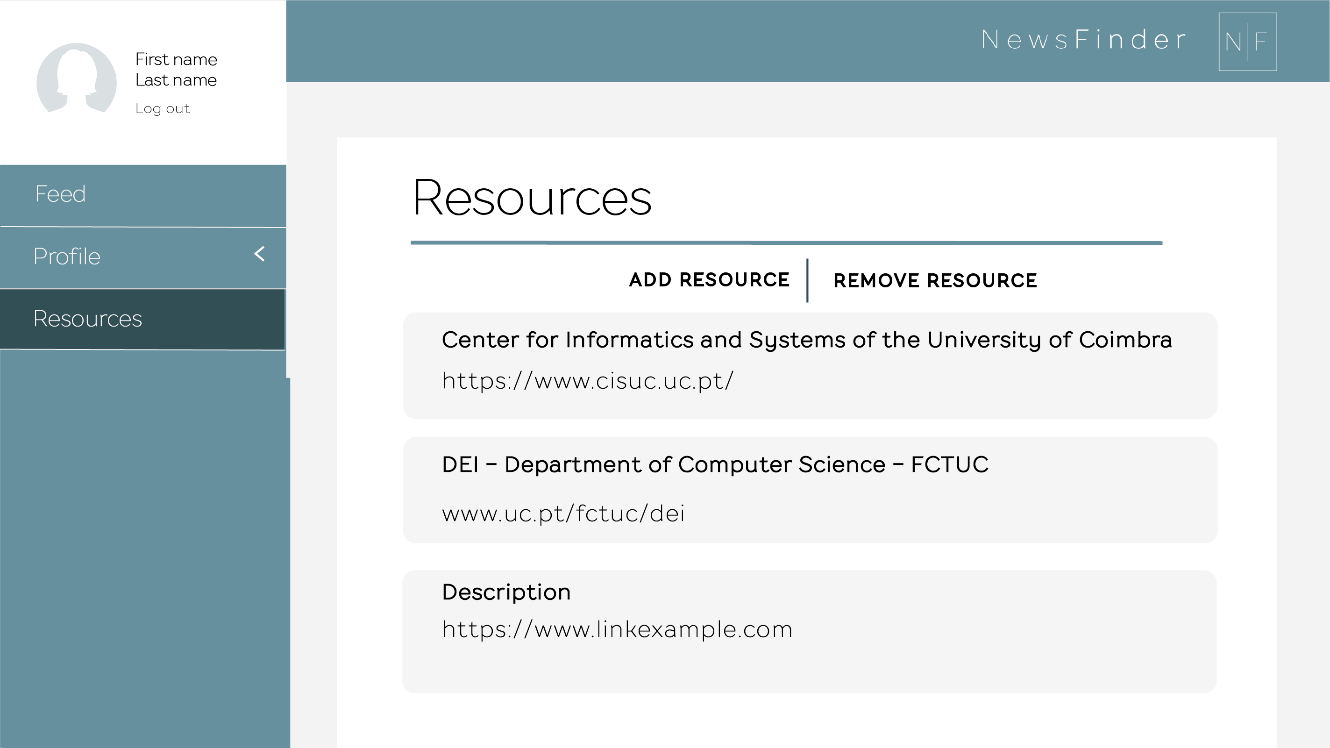 First name
Last name
Log out
NewsFinder
N|F
Feed
Profile <
Resources
Resources
ADD RESOURCE | REMOVE RESOURCE
Center for Informatics and Systems of the University of Coimbra
https://www.cisuc.uc.pt/
DEI - Department of Computer Science - FCTUC
www.uc.pt/fctuc/dei
Description
https://www.linkexample.com